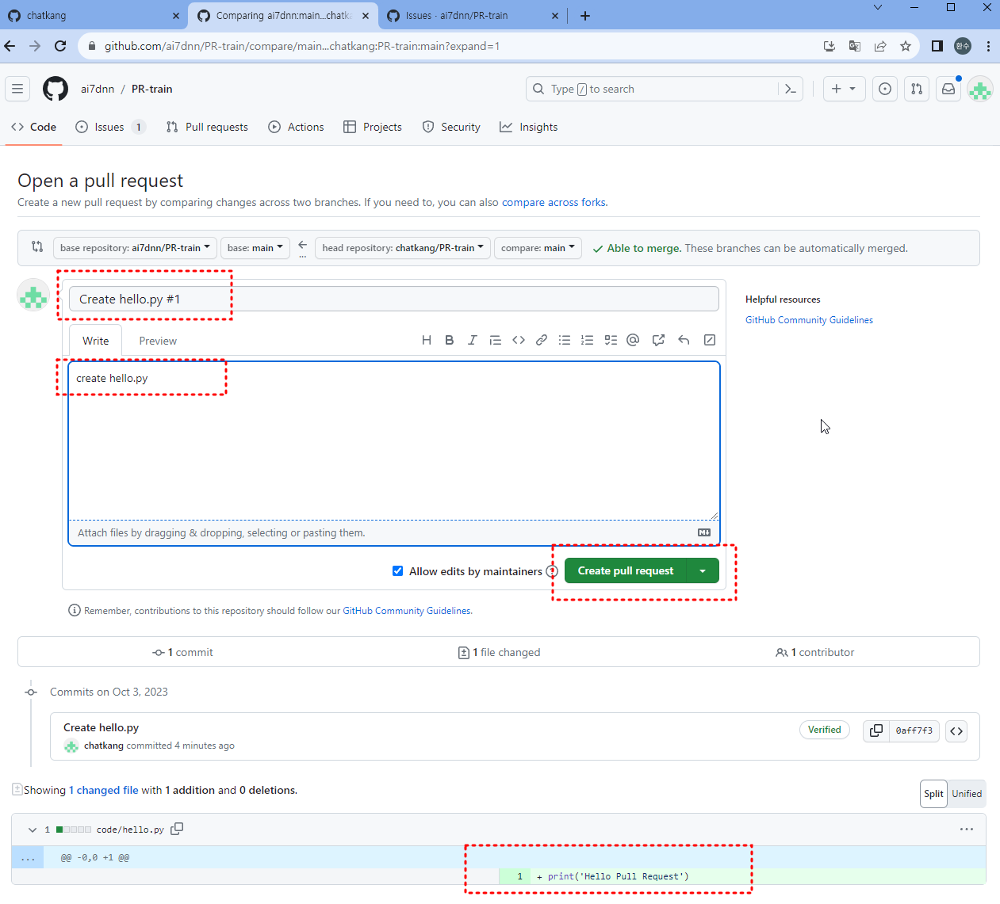 chatkang
Comparing ai7dnn:main...chatk
Issues · ai7dnn/PR-train
github.com/ai7dnn/PR-train/compare/main...chatkang:PR-train:main?expand=1
환수
ai7dnn / PR-train
Type / to search
Code
Issues 1
Pull requests
Actions
Projects
Security
Insights
Open a pull request
Create a new pull request by comparing changes across two branches. If you need to, you can also compare across forks.
base repository: ai7dnn/PR-train
base: main
...
head repository: chatkang/PR-train
compare: main
Able to merge. These branches can be automatically merged.
Create hello.py #1
Helpful resources
GitHub Community Guidelines
Write
Preview
create hello.py
Attach files by dragging & dropping, selecting or pasting them.
Allow edits by maintainers
Create pull request
Remember, contributions to this repository should follow our GitHub Community Guidelines.
1 commit
1 file changed
1 contributor
Commits on Oct 3, 2023
Create hello.py
chatkang committed 4 minutes ago
Verified
0aff7f3
Showing 1 changed file with 1 addition and 0 deletions.
Split
Unified
1 code/hello.py
...
@@ -0,0 +1 @@
1 + print('Hello Pull Request')